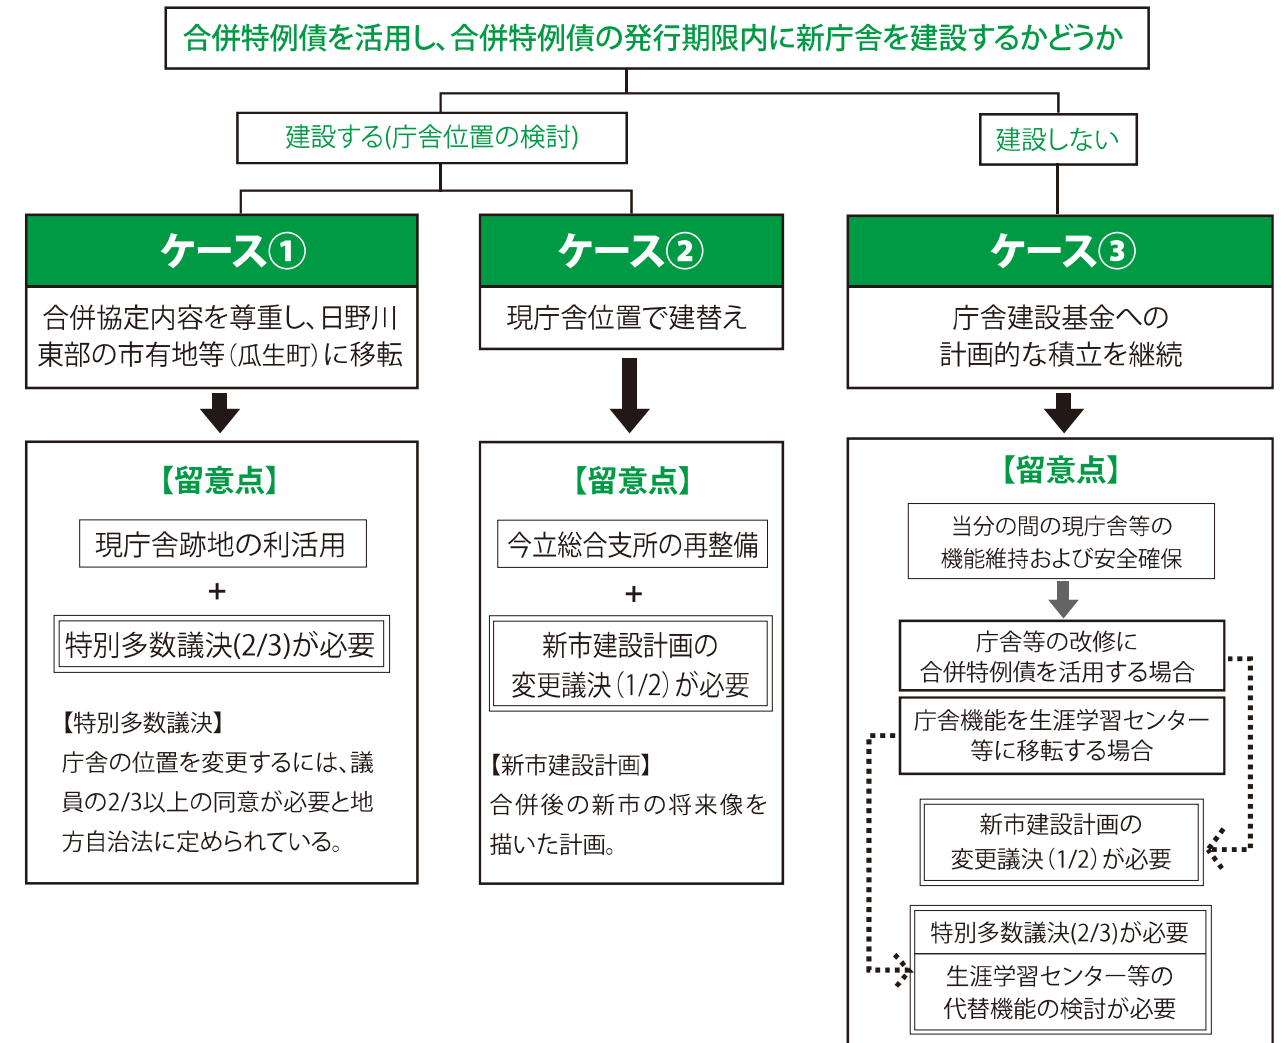 合併特例債を活用し、合併特例債の発行期限内に新庁舎を建設するかどうか
建設する(庁舎位置の検討)
建設しない
ケース①
合併協定内容を尊重し、日野川
東部の市有地等（瓜生町）に移転
【留意点】
現庁舎跡地の利活用
+
特別多数議決(2/3)が必要
【特別多数議決】
庁舎の位置を変更するには、議
員の2/3以上の同意が必要と地
方自治法に定められている。
ケース②
現庁舎位置で建替え
【留意点】
今立総合支所の再整備
+
新市建設計画の
変更議決（1/2）が必要
【新市建設計画】
合併後の新市の将来像を
描いた計画。
ケース③
庁舎建設基金への
計画的な積立を継続
【留意点】
当分の間の現庁舎等の
機能維持および安全確保
庁舎等の改修に
合併特例債を活用する場合
庁舎機能を生涯学習センター
等に移転する場合
新市建設計画の
変更議決（1/2）が必要
特別多数議決(2/3)が必要
生涯学習センター等の
代替機能の検討が必要